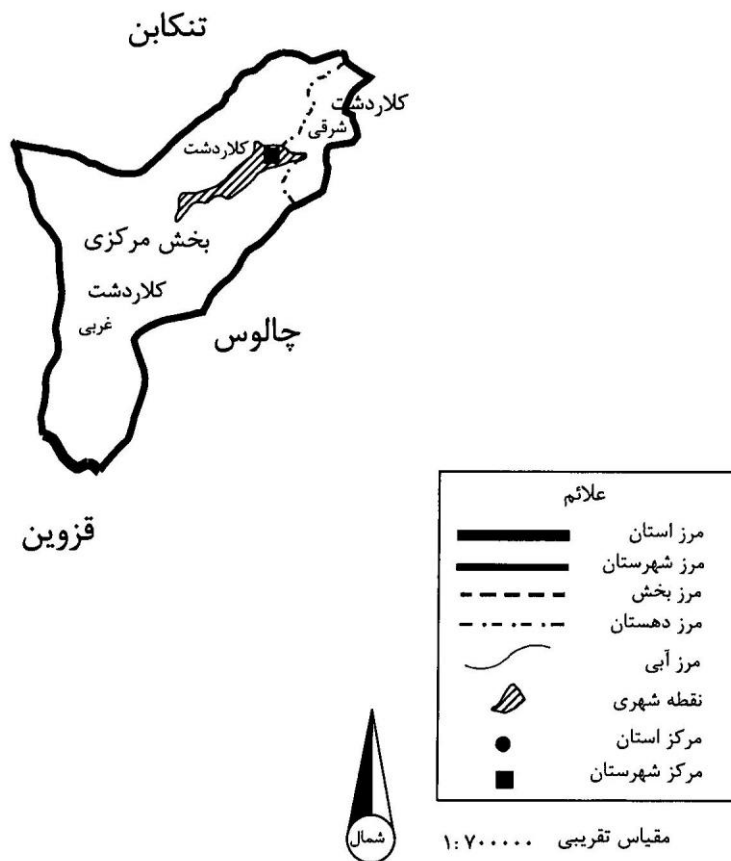 تنکابن
کلاردشت
شرقی
کلاردشت
بخش مرکزی
کلاردشت
غربی
چالوس
قزوین
علائم
مرز استان
مرز شهرستان
مرز بخش
مرز دهستان
مرز آبی
نقطه شهری
مرکز استان
مرکز شهرستان
شمال
مقیاس تقریبی ۱:۷۰۰۰۰۰